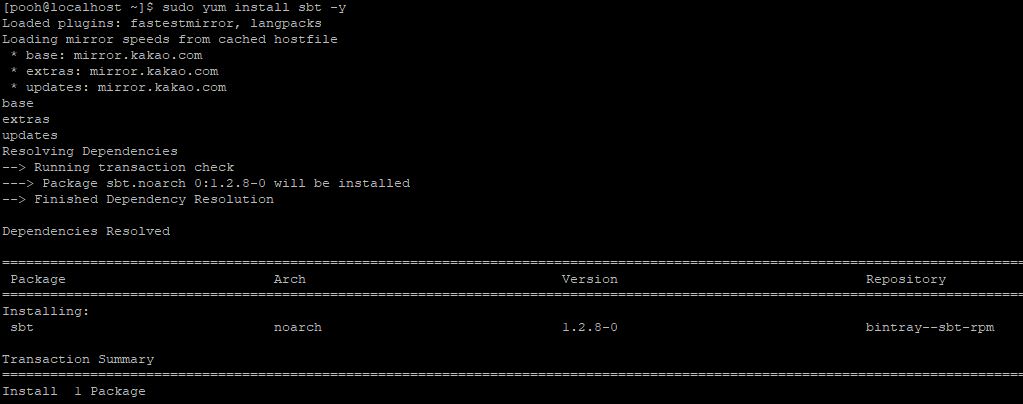 [pooh@localhost ~]$ sudo yum install sbt -y
Loaded plugins: fastestmirror, langpacks
Loading mirror speeds from cached hostfile
 * base: mirror.kakao.com
 * extras: mirror.kakao.com
 * updates: mirror.kakao.com
base
extras
updates
Resolving Dependencies
--> Running transaction check
---> Package sbt.noarch 0:1.2.8-0 will be installed
--> Finished Dependency Resolution

Dependencies Resolved

================================================================================================================================
 Package                          Arch                                Version                               Repository
================================================================================================================================
Installing:
 sbt                              noarch                              1.2.8-0                               bintray--sbt-rpm

Transaction Summary
================================================================================================================================
Install  1 Package